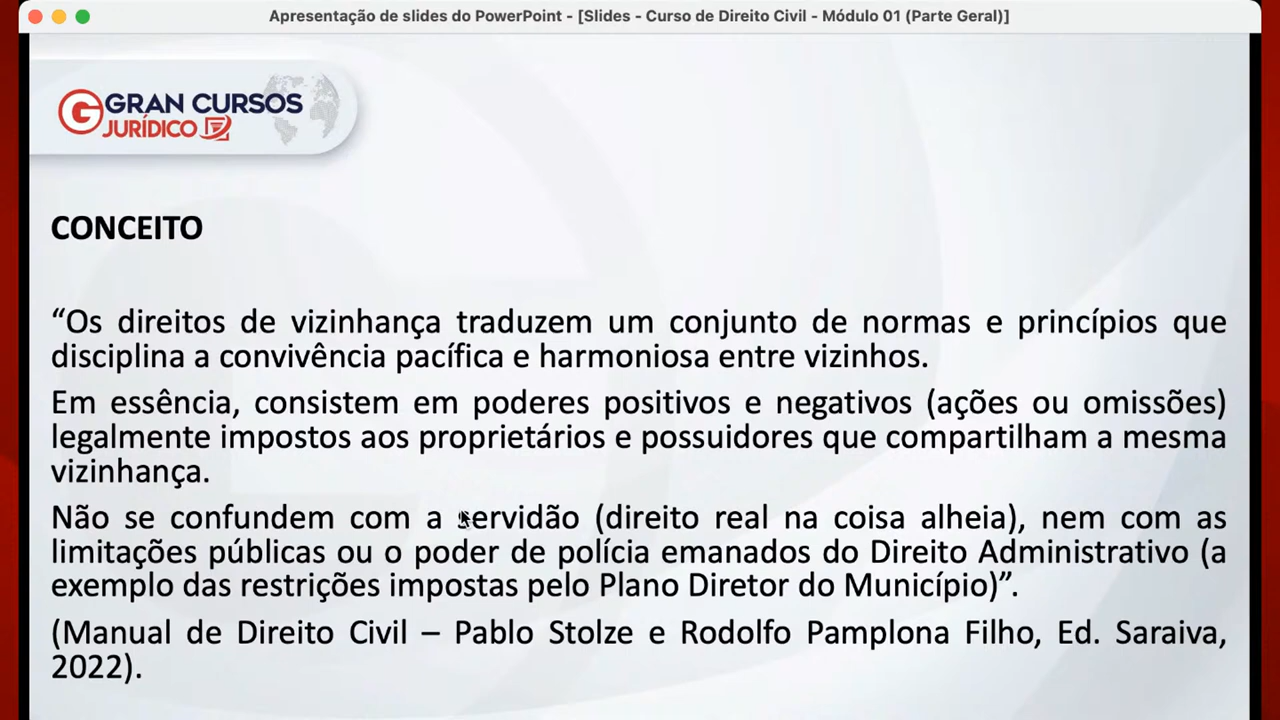 Apresentação de slides do PowerPoint - [Slides - Curso de Direito Civil - Módulo 01 (Parte Geral)]
GRAN CURSOS
JURÍDICO
CONCEITO
“Os direitos de vizinhança traduzem um conjunto de normas e princípios que
disciplina a convivência pacífica e harmoniosa entre vizinhos.
Em essência, consistem em poderes positivos e negativos (ações ou omissões)
legalmente impostos aos proprietários e possuidores que compartilham a mesma
vizinhança.
Não se confundem com a servidão (direito real na coisa alheia), nem com as
limitações públicas ou o poder de polícia emanados do Direito Administrativo (a
exemplo das restrições impostas pelo Plano Diretor do Município)”.
(Manual de Direito Civil – Pablo Stolze e Rodolfo Pamplona Filho, Ed. Saraiva,
2022).